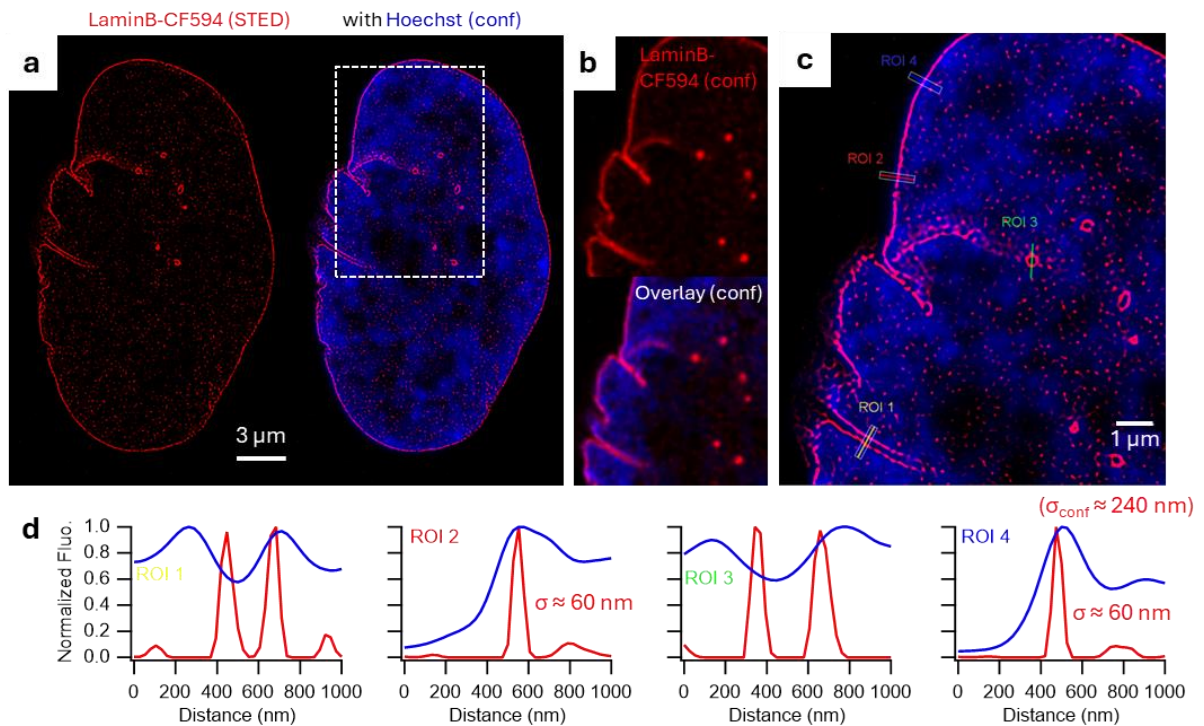 LaminB-CF594 (STED) with Hoechst (conf)
a
3 µm
b
LaminB-
CF594 (conf)
Overlay (conf)
c
ROI 4
ROI 2
ROI 3
ROI 1
1 µm
d
(σconf ≈ 240 nm)
Normalized Fluo.
1.0
0.8
0.6
0.4
0.2
0.0
ROI 1
ROI 2
σ ≈ 60 nm
ROI 3
ROI 4
σ ≈ 60 nm
0 200 400 600 800 1000
0 200 400 600 800 1000
0 200 400 600 800 1000
0 200 400 600 800 1000
Distance (nm)
Distance (nm)
Distance (nm)
Distance (nm)